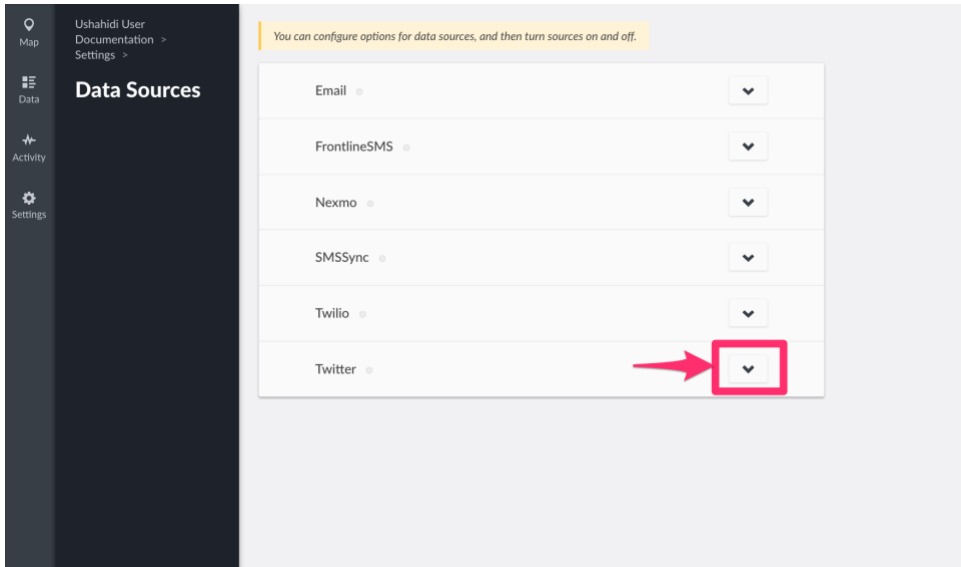 Map
Data
Activity
Settings
Ushahidi User
Documentation >
Settings >
Data Sources
You can configure options for data sources, and then turn sources on and off.
Email
FrontlineSMS
Nexmo
SMSSync
Twilio
Twitter